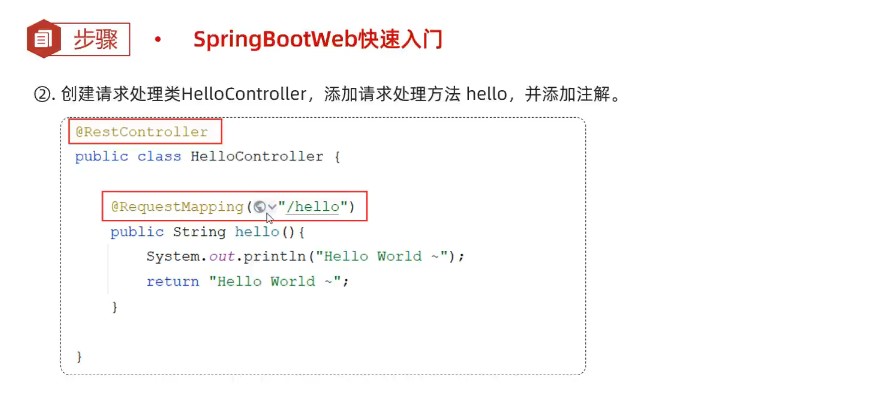 步骤 • SpringBootWeb快速入门
②. 创建请求处理类HelloController，添加请求处理方法 hello，并添加注解。
@RestController
public class HelloController {
@RequestMapping("/hello")
public String hello(){
System.out.println("Hello World ~");
return "Hello World ~";
}
}